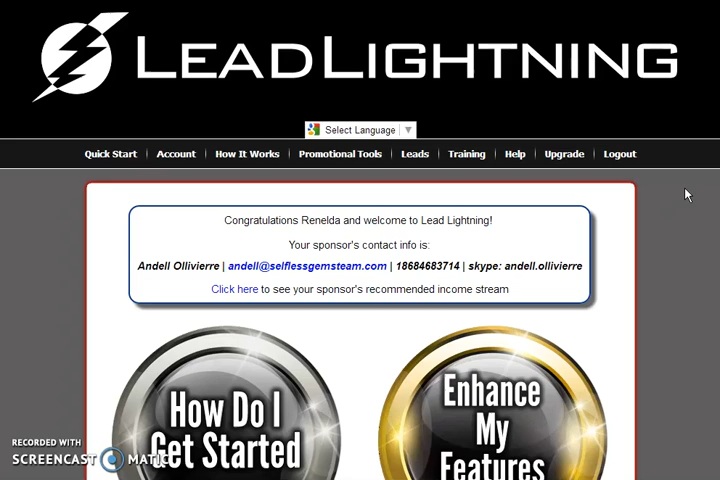 LEADLIGHTNING
Select Language
Quick Start Account How It Works Promotional Tools Leads Training Help Upgrade Logout
Congratulations Renelda and welcome to Lead Lightning!
Your sponsor's contact info is:
Andell Ollivierre | andell@selflessgemsteam.com | 18684683714 | skype: andell.ollivierre
Click here to see your sponsor's recommended income stream
How Do I
Get Started
Enhance
My
Features
RECORDED WITH
SCREENCAST MATIC